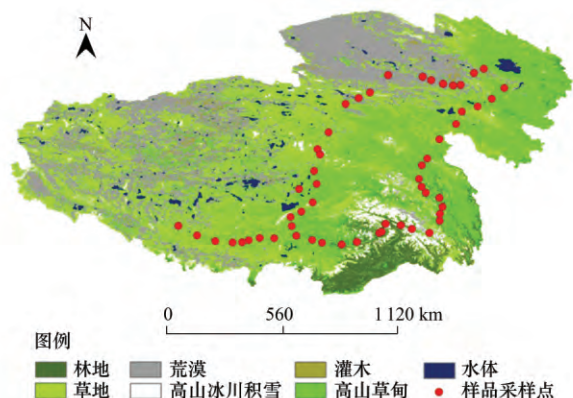 N
0 560 1 120 km
图例
林地 荒漠 灌木 水体
草地 高山冰川积雪 高山草甸 样品采样点